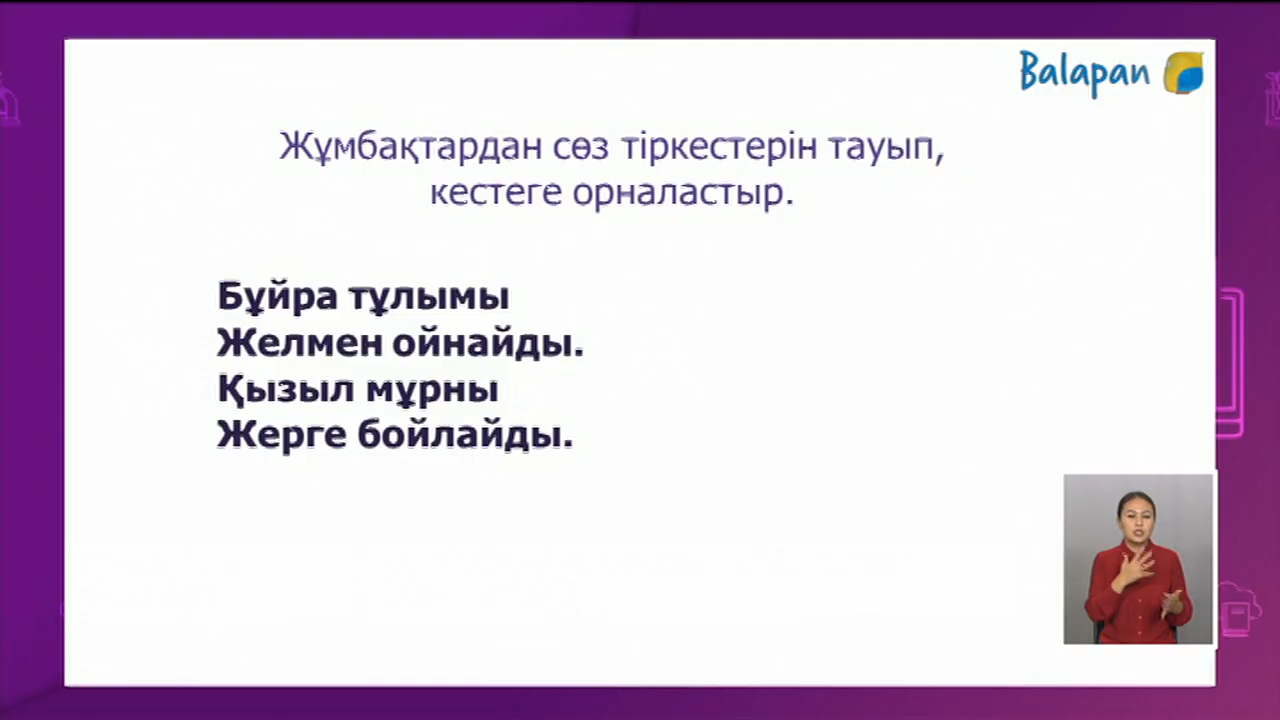 Balapan
Жұмбақтардан сөз тіркестерін тауып,
кестеге орналастыр.
Бұйра тұлымы
Желмен ойнайды.
Қызыл мұрны
Жерге бойлайды.